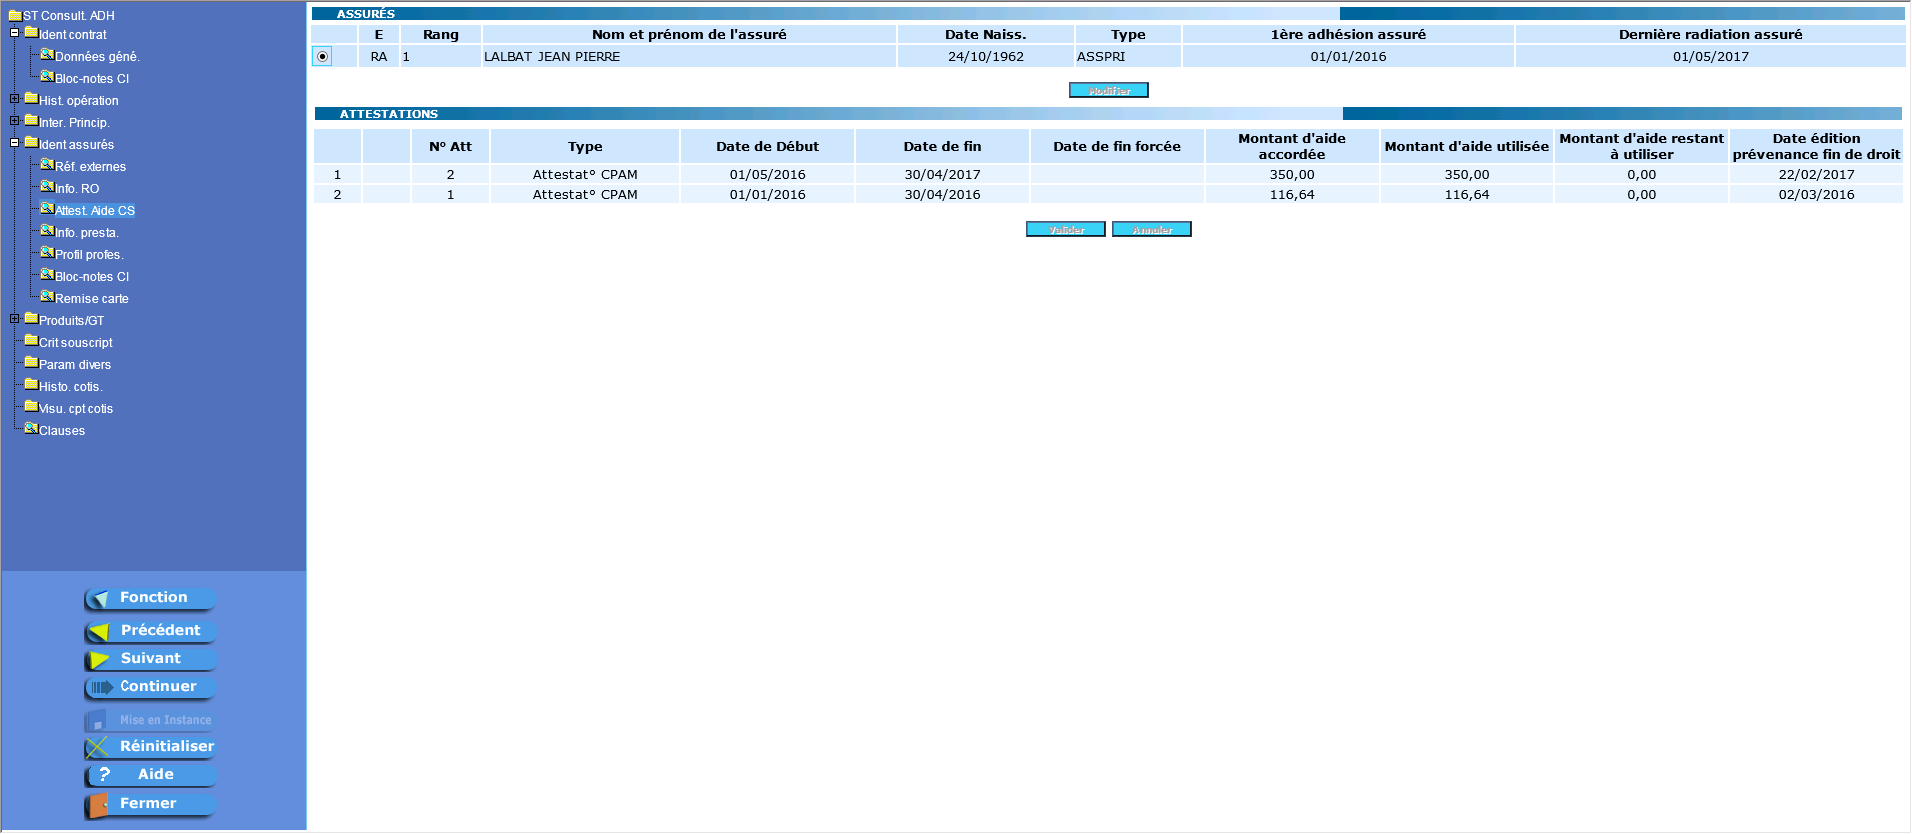 ST Consult. ADH
Ident contrat
Données géné.
Bloc-notes CI
Hist. opération
Inter. Princip.
Ident assurés
Réf. externes
Info. RO
Attest. Aide CS
Info. presta.
Profil profes.
Bloc-notes CI
Remise carte
Produits/GT
Crit souscript
Param divers
Histo. cotis.
Visu. cpt cotis
Clauses
Fonction
Précédent
Suivant
Continuer
Mise en Instance
Réinitialiser
? Aide
Fermer
ASSURÉS
E Rang Nom et prénom de l'assuré Date Naiss. Type 1ère adhésion assuré Dernière radiation assuré
RA 1 LALBAT JEAN PIERRE 24/10/1962 ASSPRI 01/01/2016 01/05/2017
Modifier
ATTESTATIONS
N° Att Type Date de Début Date de fin Date de fin forcée Montant d'aide accordée Montant d'aide utilisée Montant d'aide restant à utiliser Date édition prévenance fin de droit
1 2 Attestat° CPAM 01/05/2016 30/04/2017 350,00 350,00 0,00 22/02/2017
2 1 Attestat° CPAM 01/01/2016 30/04/2016 116,64 116,64 0,00 02/03/2016
Valider Annuler